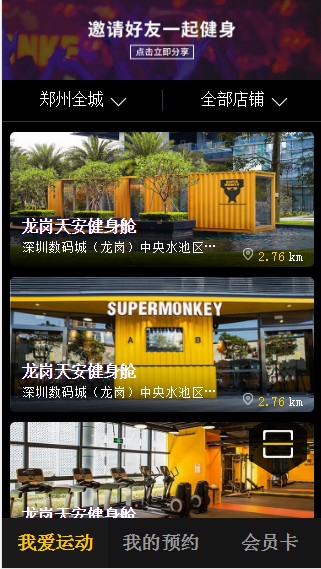 邀请好友一起健身
点击立即分享
郑州全城
全部店铺
龙岗天安健身舱
深圳数码城（龙岗）中央水池区···
2.76 km
SUPERMONKEY
A
B
龙岗天安健身舱
深圳数码城（龙岗）中央水池区···
2.76 km
龙岗天安健身舱
我爱运动
我的预约
会员卡